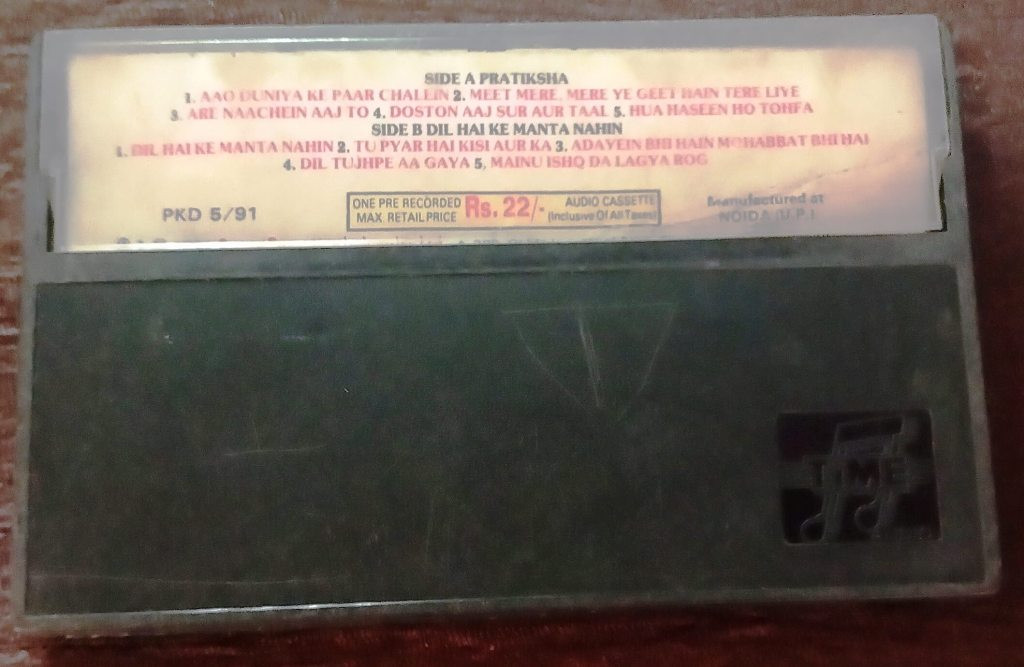 SIDE A PRATIKSHA
1. AAO DUNIYA KE PAAR CHALEIN 2. MEET MERE, MERE YE GEET HAIN TERE LIYE
3. ARE NAACHEIN AAJ TO 4. DOSTON AAJ SUR AUR TAAL 5. HUA HASEEN HO TOHFA
SIDE B DIL HAI KE MANTA NAHIN
1. DIL HAI KE MANTA NAHIN 2. TU PYAR HAI KISI AUR KA 3. ADAYEIN BHI HAIN MOHABBAT BHI HAI
4. DIL TUJHPE AA GAYA 5. MAINU ISHQ DA LAGYA ROG
PKD 5/91
ONE PRE RECORDED
MAX. RETAIL PRICE
Rs. 22/-
AUDIO CASSETTE
(Inclusive Of All Taxes)
Manufactured at
NOIDA (U.P.)
TIME